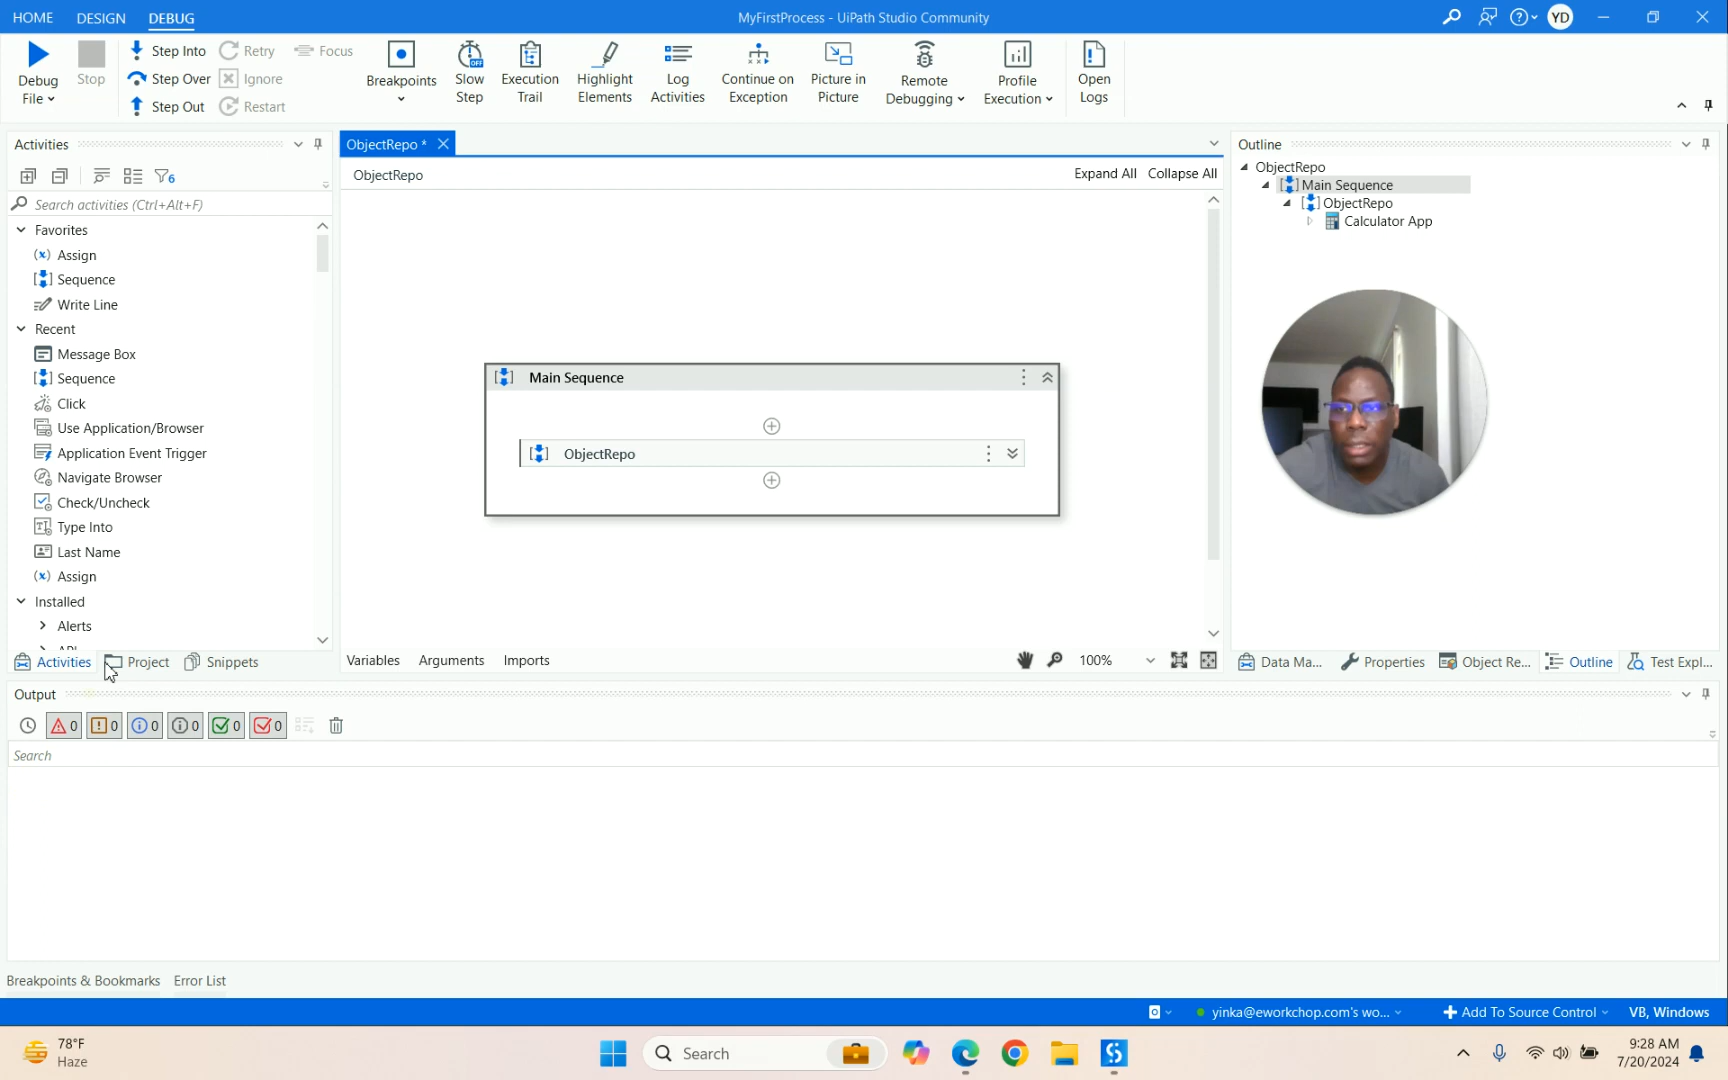 HOME DESIGN DEBUG MyFirstProcess - UiPath Studio Community YD
Debug File
Stop
Step Into
Step Over
Step Out
Retry
Ignore
Restart
Focus
Breakpoints
Slow Step
OFF
Execution Trail
Highlight Elements
Log Activities
Continue on Exception
Picture in Picture
Remote Debugging
Profile Execution
Open Logs
Activities
6
Search activities (Ctrl+Alt+F)
Favorites
Assign
Sequence
Write Line
Recent
Message Box
Sequence
Click
Use Application/Browser
Application Event Trigger
Navigate Browser
Check/Uncheck
Type Into
Last Name
Assign
Installed
Alerts
Activities Project Snippets
ObjectRepo *
ObjectRepo Expand All Collapse All
Main Sequence
ObjectRepo
Variables Arguments Imports 100%
Outline
ObjectRepo
Main Sequence
ObjectRepo
Calculator App
Data Ma... Properties Object Re... Outline Test Expl...
Output
0 0 0 0 0 0
Search
Breakpoints & Bookmarks Error List
yinka@eworkchop.com's wo... Add To Source Control VB, Windows
78°F
Haze
Search
9:28 AM
7/20/2024